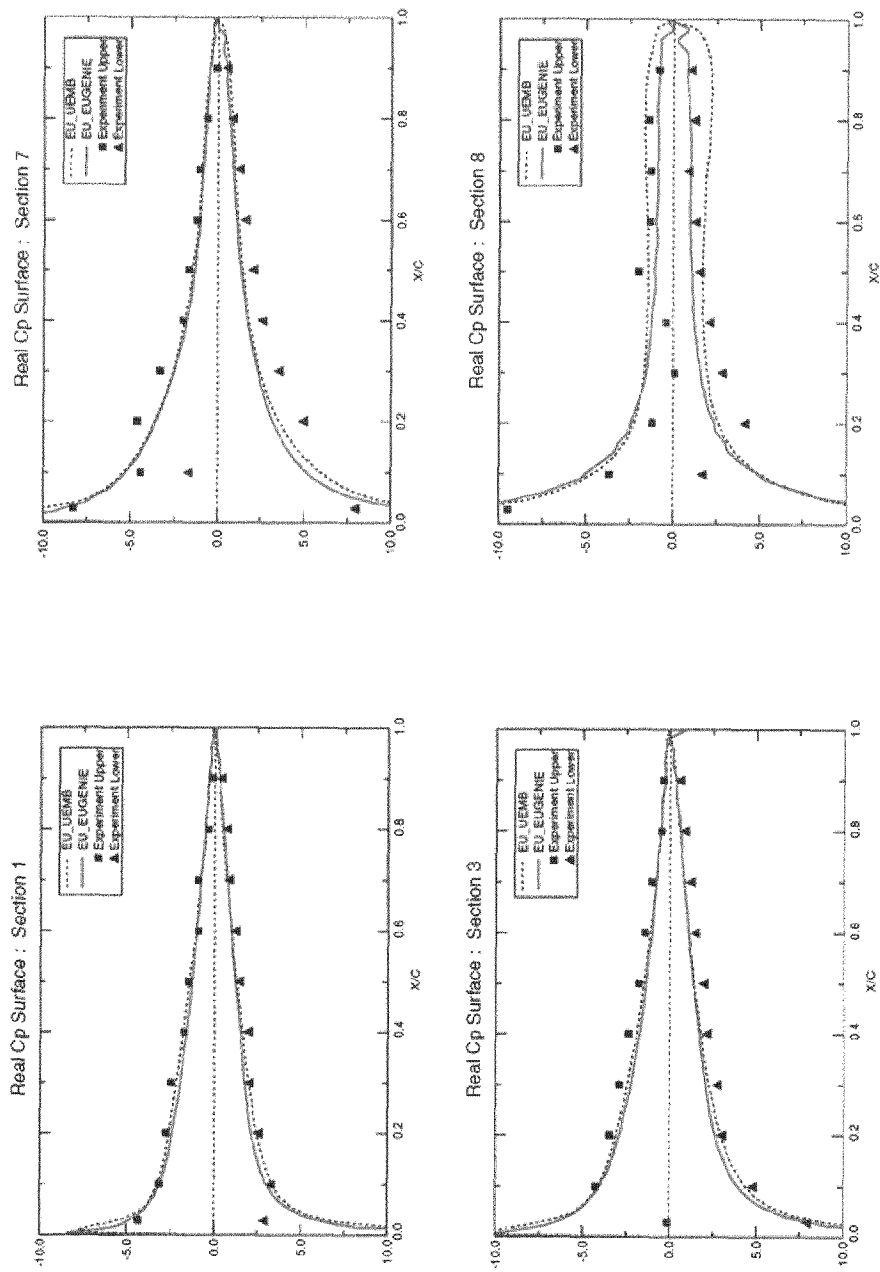 Real Cp Surface : Section 1
EU_UEMB
EU_EUGENIE
Experiment Upper
Experiment Lower
-10.0
-5.0
0.0
5.0
10.0
0.0
0.2
0.4
0.6
0.8
1.0
X/C
Real Cp Surface : Section 7
EU_UEMB
EU_EUGENIE
Experiment Upper
Experiment Lower
-10.0
-5.0
0.0
5.0
10.0
0.0
0.2
0.4
0.6
0.8
1.0
X/C
Real Cp Surface : Section 3
EU_UEMB
EU_EUGENIE
Experiment Upper
Experiment Lower
-10.0
-5.0
0.0
5.0
10.0
0.0
0.2
0.4
0.6
0.8
1.0
X/C
Real Cp Surface : Section 8
EU_UEMB
EU_EUGENIE
Experiment Upper
Experiment Lower
-10.0
-5.0
0.0
5.0
10.0
0.0
0.2
0.4
0.6
0.8
1.0
X/C